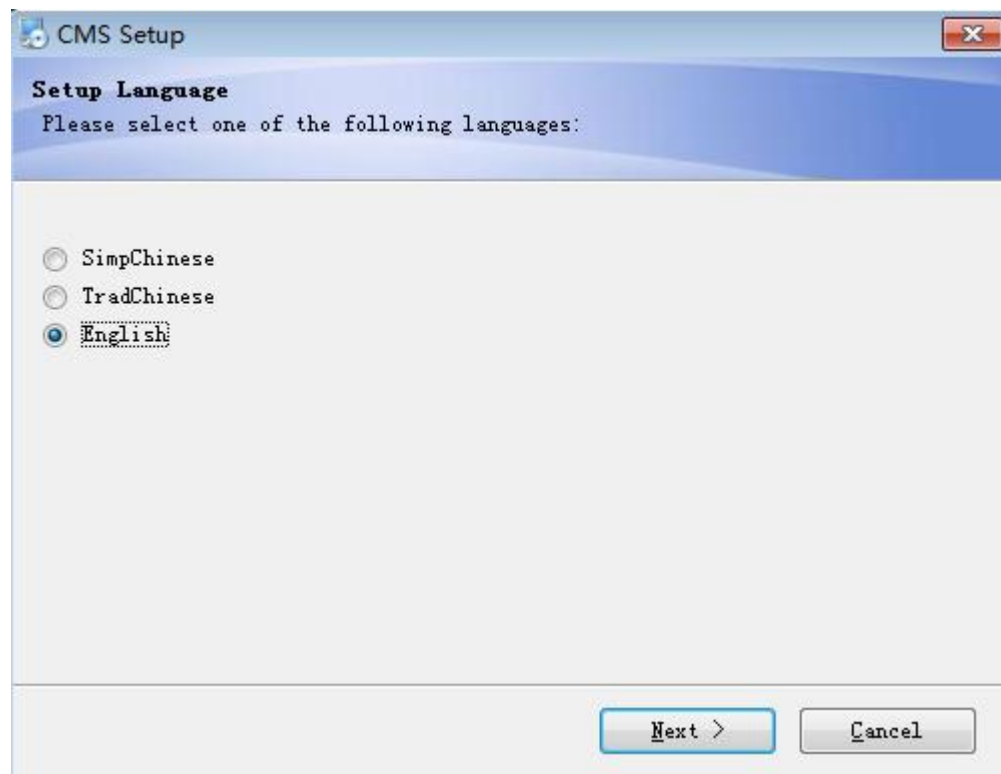 CMS Setup
Setup Language
Please select one of the following languages:
SimpChinese
TradChinese
English
Next >
Cancel